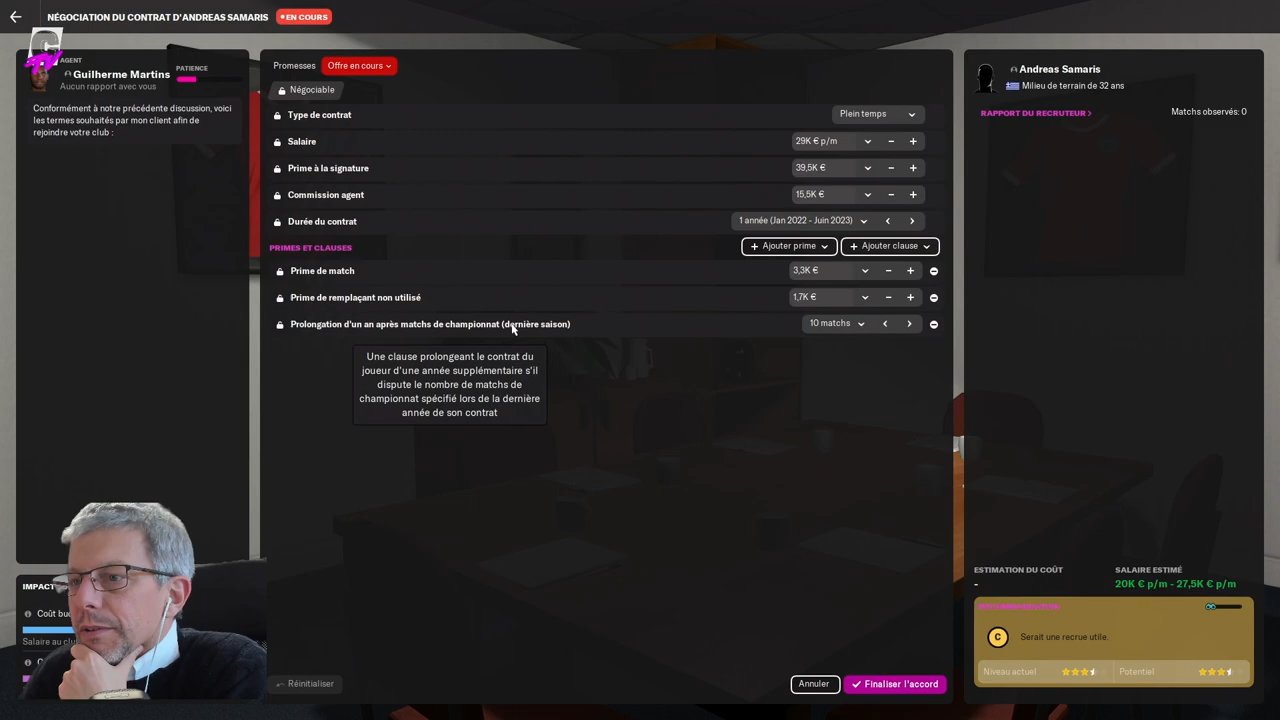 NÉGOCIATION DU CONTRAT D'ANDREAS SAMARIS
EN COURS
AGENT
Guilherme Martins
Aucun rapport avec vous
PATIENCE
Conformément à notre précédente discussion, voici
les termes souhaités par mon client afin de
rejoindre votre club :
Promesses
Offre en cours
Négociable
Type de contrat
Plein temps
Salaire
29K € p/m
Prime à la signature
39,5K €
Commission agent
15,5K €
Durée du contrat
1 année (Jan 2022 - Juin 2023)
PRIMES ET CLAUSES
Ajouter prime
Ajouter clause
Prime de match
3,3K €
Prime de remplaçant non utilisé
1,7K €
Prolongation d'un an après matchs de championnat (dernière saison)
10 matchs
Une clause prolongeant le contrat du
joueur d'une année supplémentaire s'il
dispute le nombre de matchs de
championnat spécifié lors de la dernière
année de son contrat
Réinitialiser
Annuler
Finaliser l'accord
Andreas Samaris
Milieu de terrain de 32 ans
RAPPORT DU RECRUTEUR >
Matchs observés: 0
ESTIMATION DU COÛT
-
SALAIRE ESTIMÉ
20K € p/m - 27,5K € p/m
C
Serait une recrue utile.
Niveau actuel
Potentiel
IMPACT
Coût bu
Salaire au clu
TV